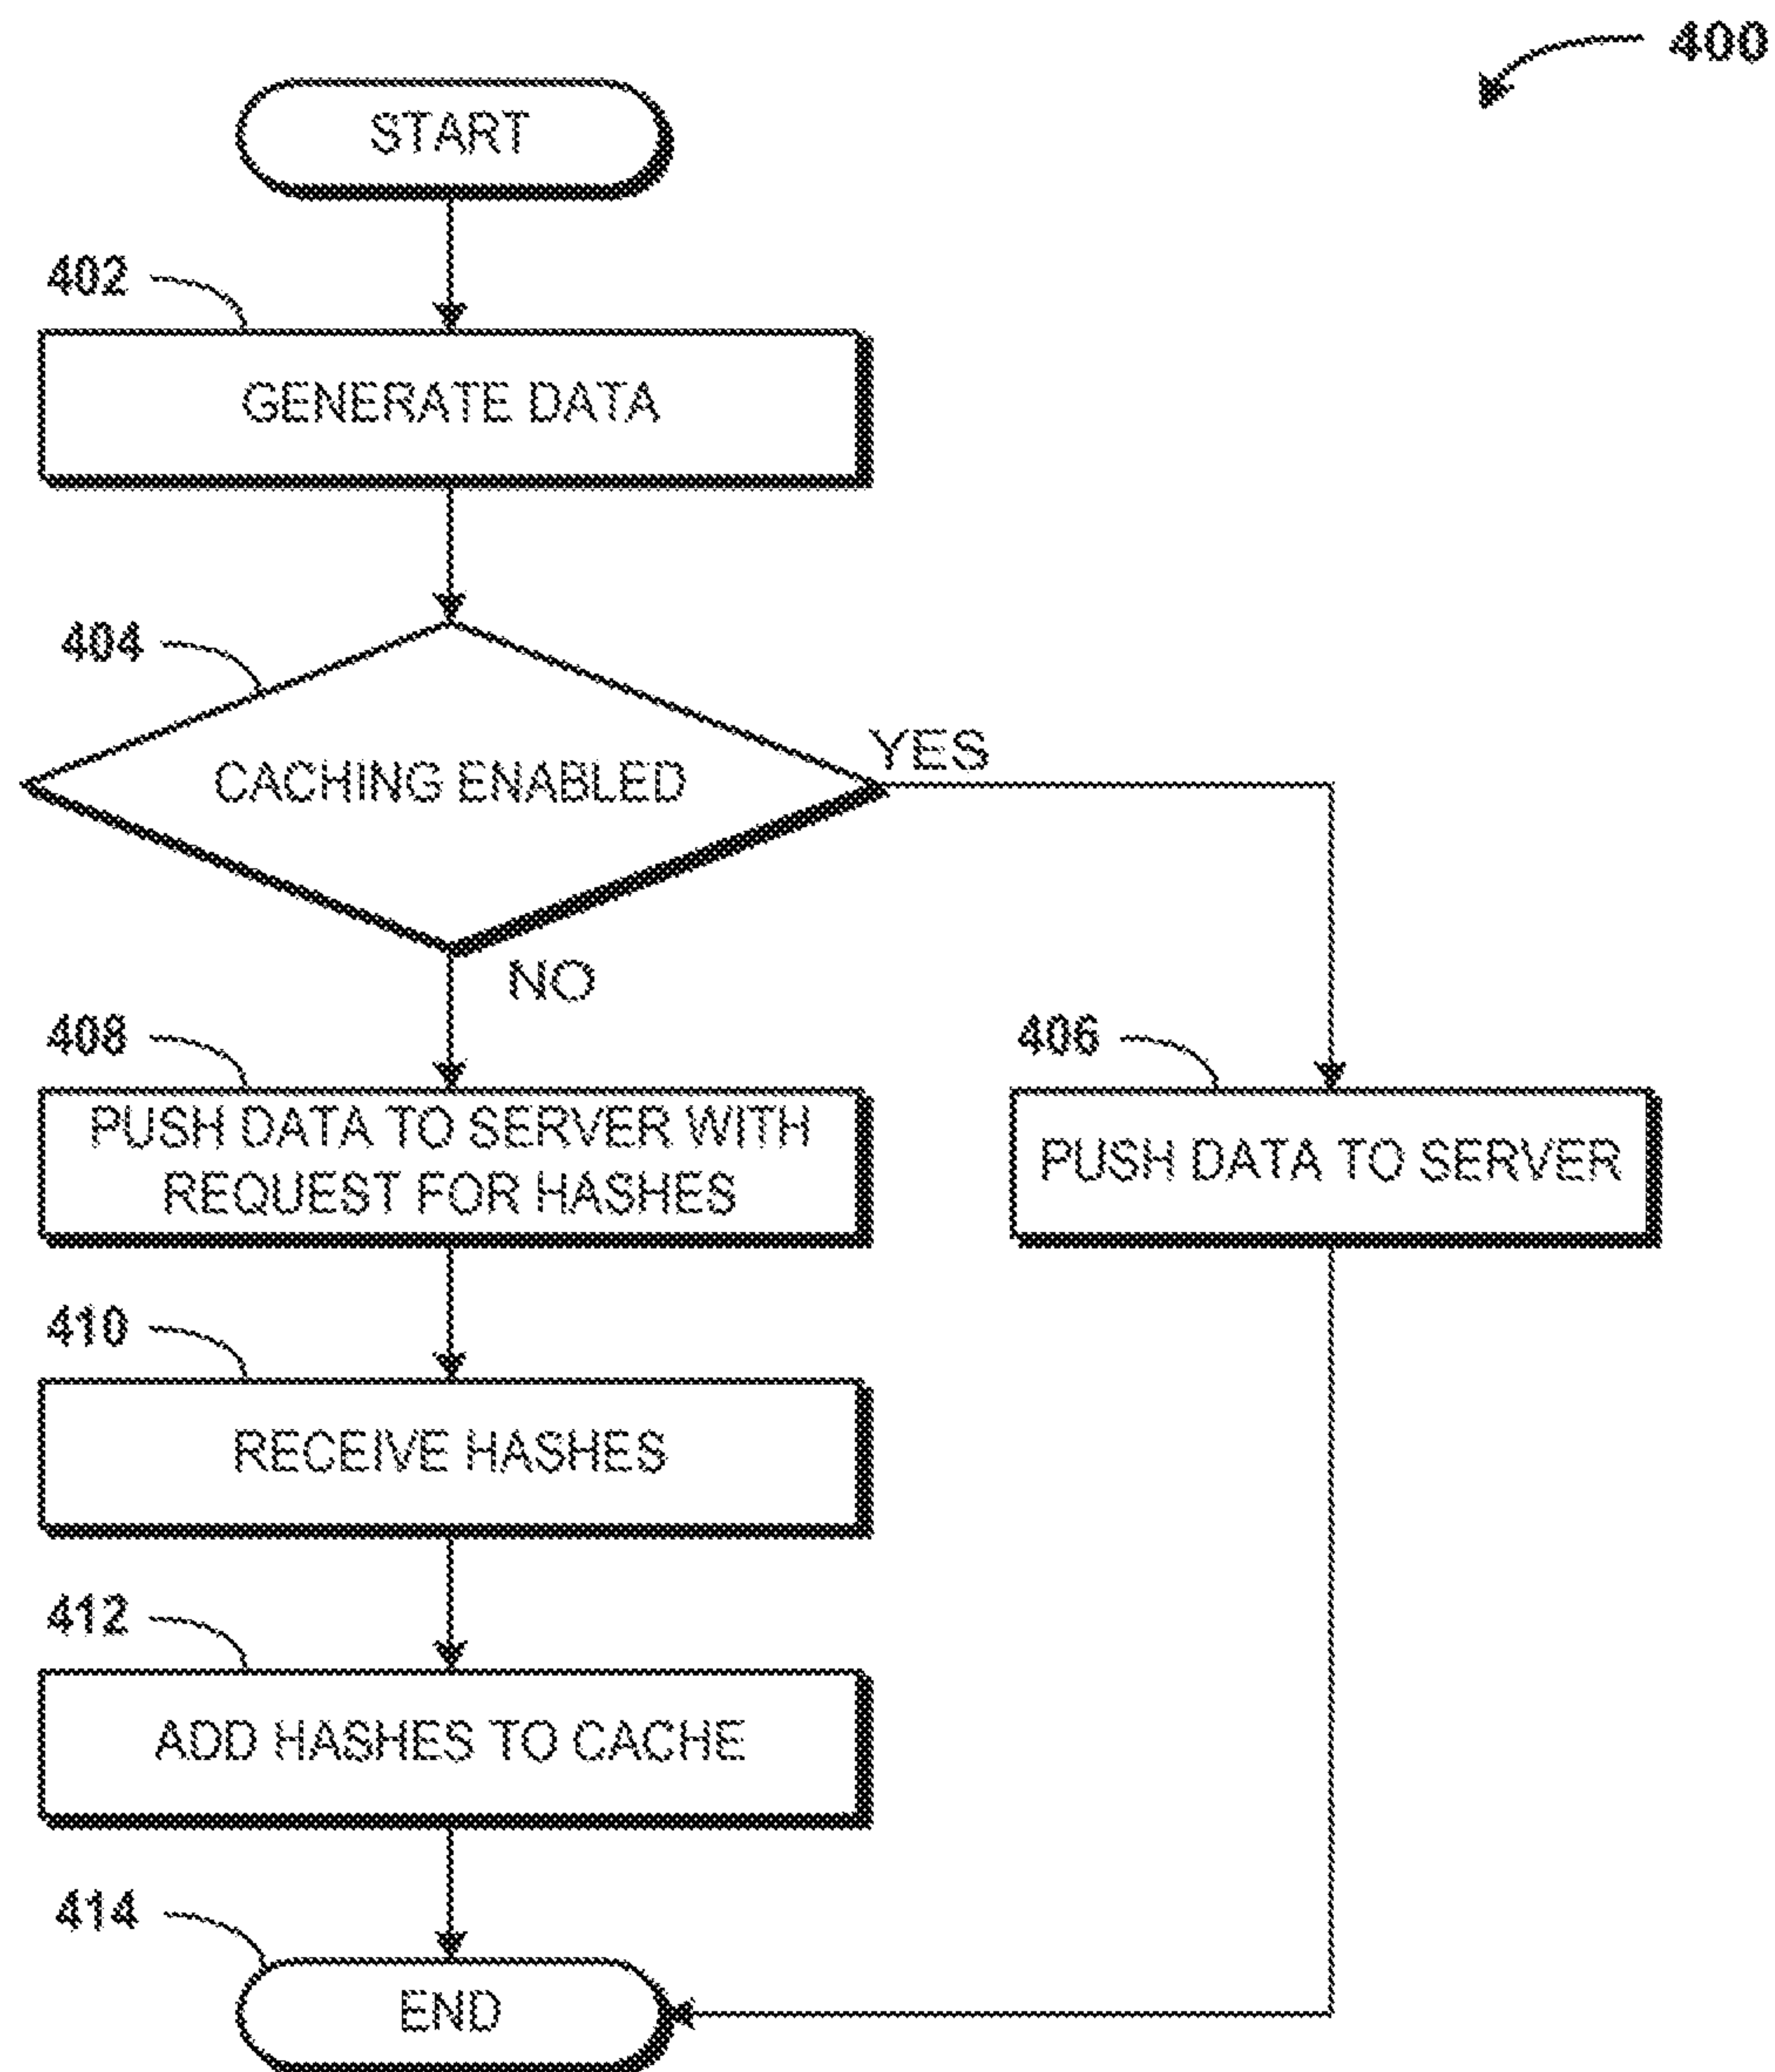 400
START
402
GENERATE DATA
404
CACHING ENABLED
YES
NO
408
PUSH DATA TO SERVER WITH
REQUEST FOR HASHES
406
PUSH DATA TO SERVER
410
RECEIVE HASHES
412
ADD HASHES TO CACHE
414
END